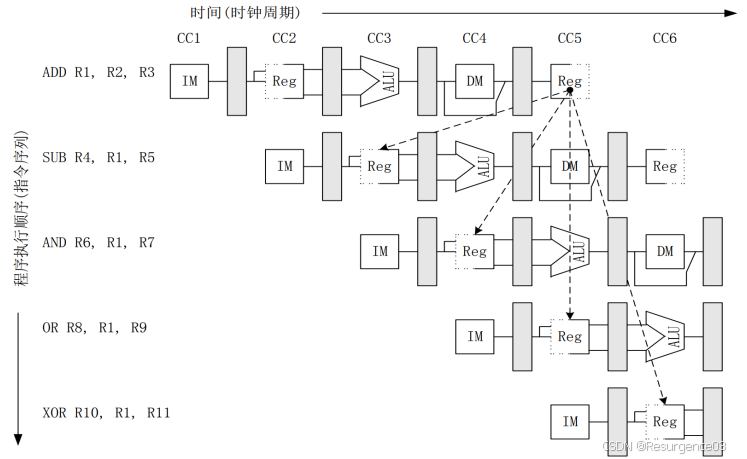 时间(时钟周期)
CC1 CC2 CC3 CC4 CC5 CC6
ADD R1, R2, R3
IM Reg ALU DM Reg
SUB R4, R1, R5
IM Reg ALU DM Reg
AND R6, R1, R7
IM Reg ALU DM
OR R8, R1, R9
IM Reg ALU
XOR R10, R1, R11
IM Reg
程序执行顺序(指令序列)
CSDN @Resurgence03